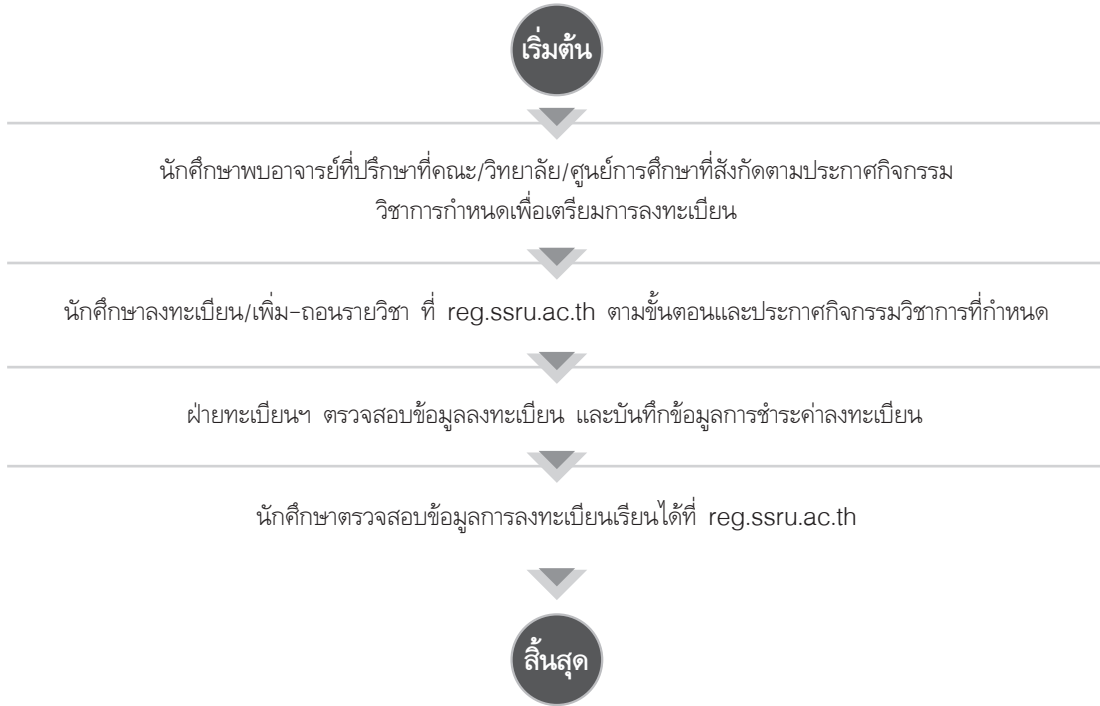 เริ่มต้น
นักศึกษาพบอาจารย์ที่ปรึกษาที่คณะ/วิทยาลัย/ศูนย์การศึกษาที่สังกัดตามประกาศกิจกรรม
วิชาการกำหนดเพื่อเตรียมการลงทะเบียน
นักศึกษาลงทะเบียน/เพิ่ม-ถอนรายวิชา ที่ reg.ssru.ac.th ตามขั้นตอนและประกาศกิจกรรมวิชาการที่กำหนด
ฝ่ายทะเบียนฯ ตรวจสอบข้อมูลลงทะเบียน และบันทึกข้อมูลการชำระค่าลงทะเบียน
นักศึกษาตรวจสอบข้อมูลการลงทะเบียนเรียนได้ที่ reg.ssru.ac.th
สิ้นสุด